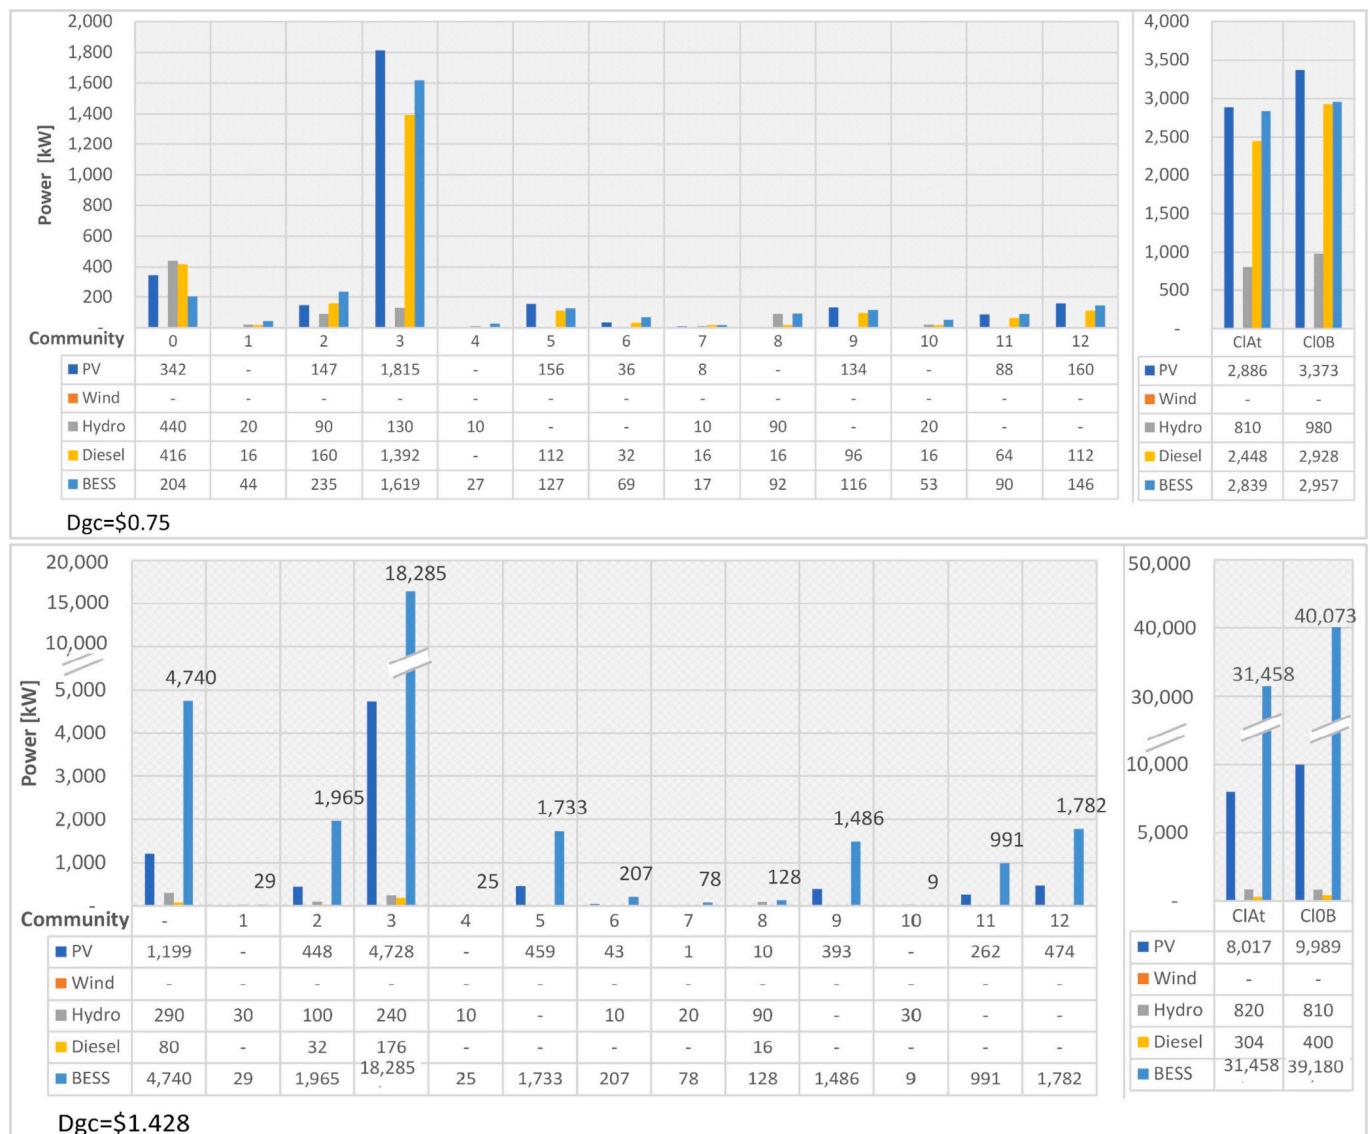 2,000
1,800
1,600
1,400
1,200
1,000
800
600
400
200
-
Power [kW]
Community 0 1 2 3 4 5 6 7 8 9 10 11 12
PV 342 - 147 1,815 - 156 36 8 - 134 - 88 160
Wind - - - - - - - - - - - - -
Hydro 440 20 90 130 10 - - 10 90 - 20 - -
Diesel 416 16 160 1,392 - 112 32 16 16 96 16 64 112
BESS 204 44 235 1,619 27 127 69 17 92 116 53 90 146
Dgc=$0.75
4,000
3,500
3,000
2,500
2,000
1,500
1,000
500
-
ClAt Cl0B
PV 2,886 3,373
Wind - -
Hydro 810 980
Diesel 2,448 2,928
BESS 2,839 2,957
20,000
15,000
10,000
5,000
4,000
3,000
2,000
1,000
-
Power [kW]
4,740 29 1,965 18,285 25 1,733 207 78 128 1,486 9 991 1,782
Community - 1 2 3 4 5 6 7 8 9 10 11 12
PV 1,199 - 448 4,728 - 459 43 1 10 393 - 262 474
Wind - - - - - - - - - - - - -
Hydro 290 30 100 240 10 - 10 20 90 - 30 - -
Diesel 80 - 32 176 - - - - 16 - - - -
BESS 4,740 29 1,965 18,285 25 1,733 207 78 128 1,486 9 991 1,782
Dgc=$1.428
50,000
40,000
30,000
10,000
5,000
-
31,458 40,073
ClAt Cl0B
PV 8,017 9,989
Wind - -
Hydro 820 810
Diesel 304 400
BESS 31,458 39,180